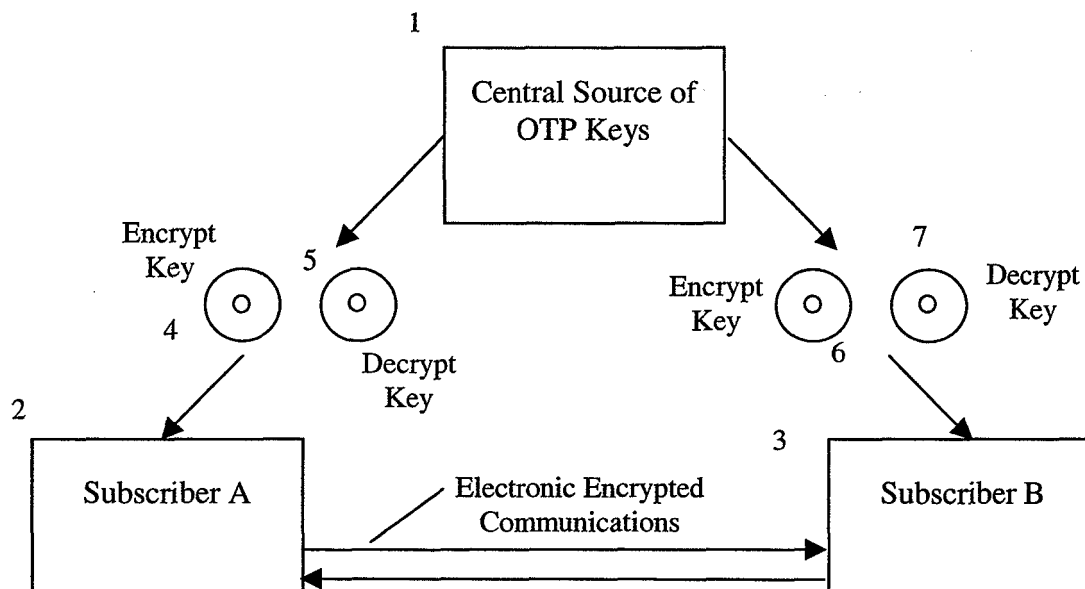 1
Central Source of
OTP Keys
Encrypt
Key
5
4
Decrypt
Key
7
Encrypt
Key
Decrypt
Key
6
2
Subscriber A
3
Subscriber B
Electronic Encrypted
Communications